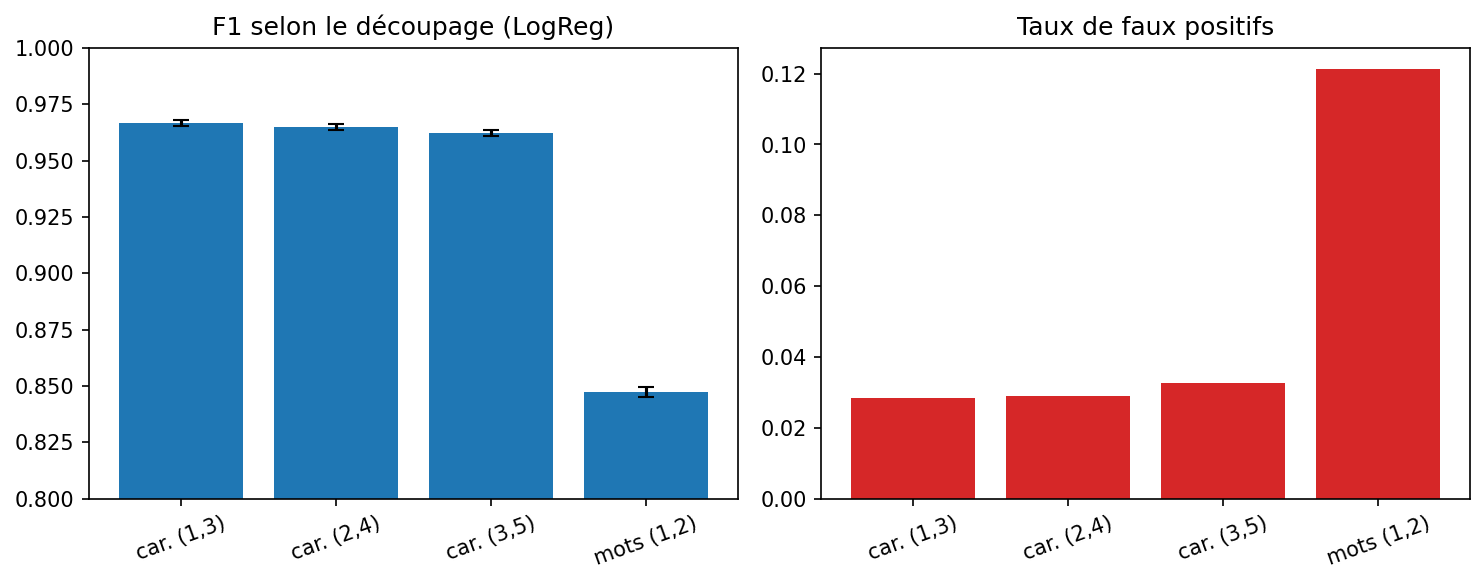 F1 selon le découpage (LogReg)
1.000
0.975
0.950
0.925
0.900
0.875
0.850
0.825
0.800
car. (1,3)
car. (2,4)
car. (3,5)
mots (1,2)
Taux de faux positifs
0.12
0.10
0.08
0.06
0.04
0.02
0.00
car. (1,3)
car. (2,4)
car. (3,5)
mots (1,2)